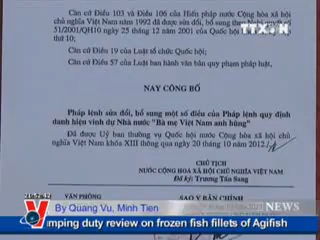 TTXVN
Căn cứ Điều 103 và Điều 106 của Hiến pháp nước Cộng hòa xã hội
chủ nghĩa Việt Nam năm 1992 đã được sửa đổi, bổ sung theo Nghị quyết số
51/2001/QH10 ngày 25 tháng 12 năm 2001 của Quốc hội
thứ 10;
Căn cứ Điều 19 của Luật tổ chức Quốc hội;
Căn cứ Điều 57 của Luật ban hành văn bản quy phạm pháp luật,
NAY CÔNG BỐ
Pháp lệnh sửa đổi, bổ sung một số điều của Pháp lệnh quy định
danh hiệu vinh dự Nhà nước "Bà mẹ Việt Nam anh hùng"
Đã được Uỷ ban thường vụ Quốc hội nước Cộng hòa xã hội chủ
nghĩa Việt Nam khóa XIII thông qua ngày 20 tháng 10 năm 2012./.
CHỦ TỊCH
NƯỚC CỘNG HÒA XÃ HỘI CHỦ NGHĨA VIỆT NAM
Đã ký: Trương Tấn Sang
VĂN PHÒNG
SAO Y BẢN CHÍNH
By Quang Vu, Minh Tien
NEWS
mping duty review on frozen fish fillets of Agifish